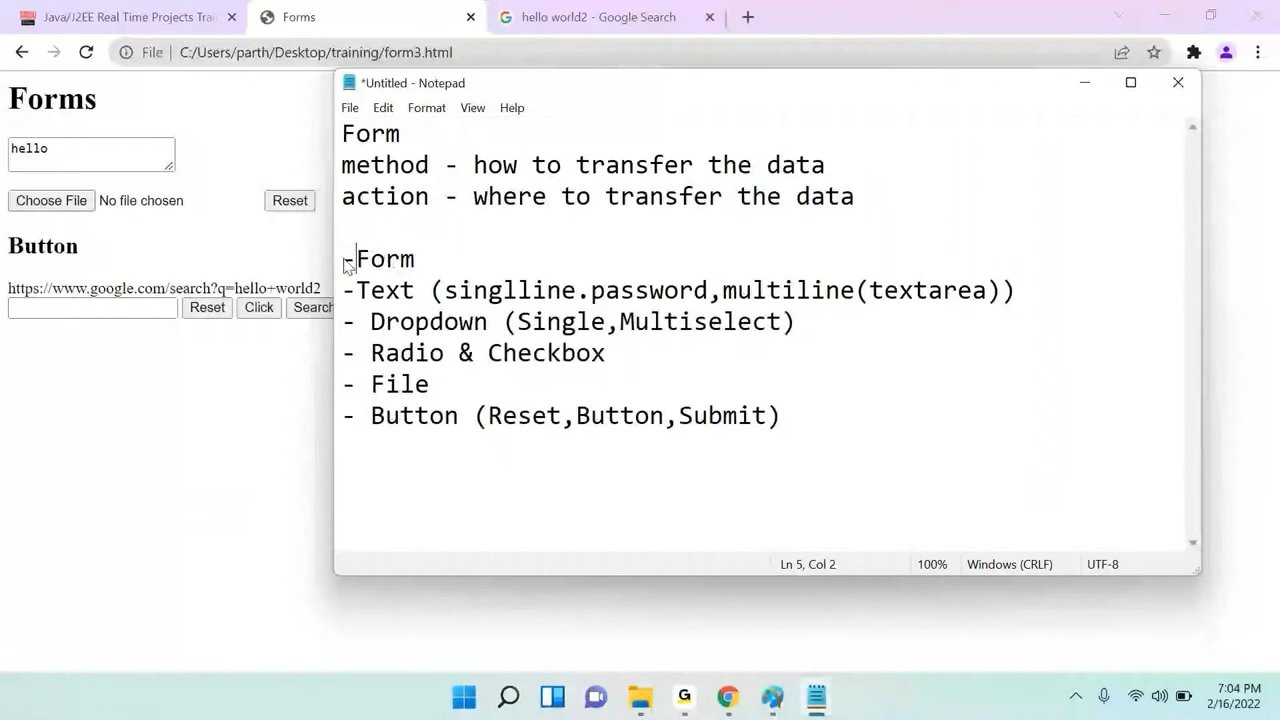 Java/J2EE Real Time Projects Trai
Forms
hello world2 - Google Search
File
C:/Users/parth/Desktop/training/form3.html
Forms
hello
Choose File No file chosen
Reset
Button
https://www.google.com/search?q=hello+world2
Reset
Click
Search
*Untitled - Notepad
File Edit Format View Help
Form
method - how to transfer the data
action - where to transfer the data
-Form
-Text (singlline.password,multiline(textarea))
- Dropdown (Single,Multiselect)
- Radio & Checkbox
- File
- Button (Reset,Button,Submit)
Ln 5, Col 2
100%
Windows (CRLF)
UTF-8
G
7:04 PM
2/16/2022